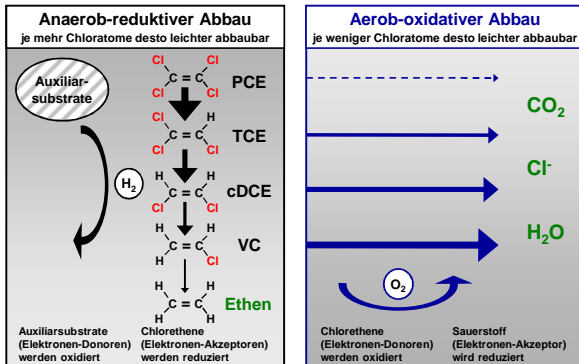 Anaerob-reduktiver Abbau
je mehr Chloratome desto leichter abbaubar
Auxiliar-
substrate
H₂
Cl Cl
C=C
Cl Cl
PCE
Cl H
C=C
Cl Cl
TCE
H H
C=C
Cl Cl
cDCE
H H
C=C
H Cl
VC
H H
C=C
H H
Ethen
Auxiliarsubstrate
(Elektronen-Donoren)
werden oxidiert
Chlorethene
(Elektronen-Akzeptoren)
werden reduziert
Aerob-oxidativer Abbau
je weniger Chloratome desto leichter abbaubar
CO₂
Cl⁻
H₂O
O₂
Chlorethene
(Elektronen-Donoren)
werden oxidiert
Sauerstoff
(Elektronen-Akzeptor)
wird reduziert